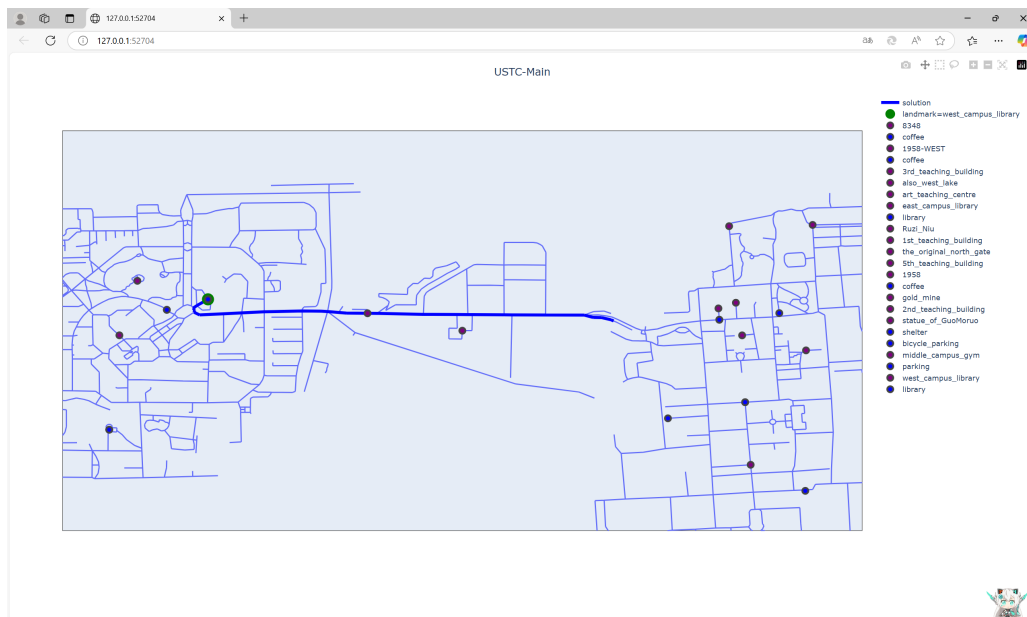 127.0.0.1:52704
127.0.0.1:52704
aあ
USTC-Main
solution
landmark=west_campus_library
8348
coffee
1958-WEST
coffee
3rd_teaching_building
also_west_lake
art_teaching_centre
east_campus_library
library
Ruzi_Niu
1st_teaching_building
the_original_north_gate
5th_teaching_building
1958
coffee
gold_mine
2nd_teaching_building
statue_of_GuoMoruo
shelter
bicycle_parking
middle_campus_gym
parking
west_campus_library
library